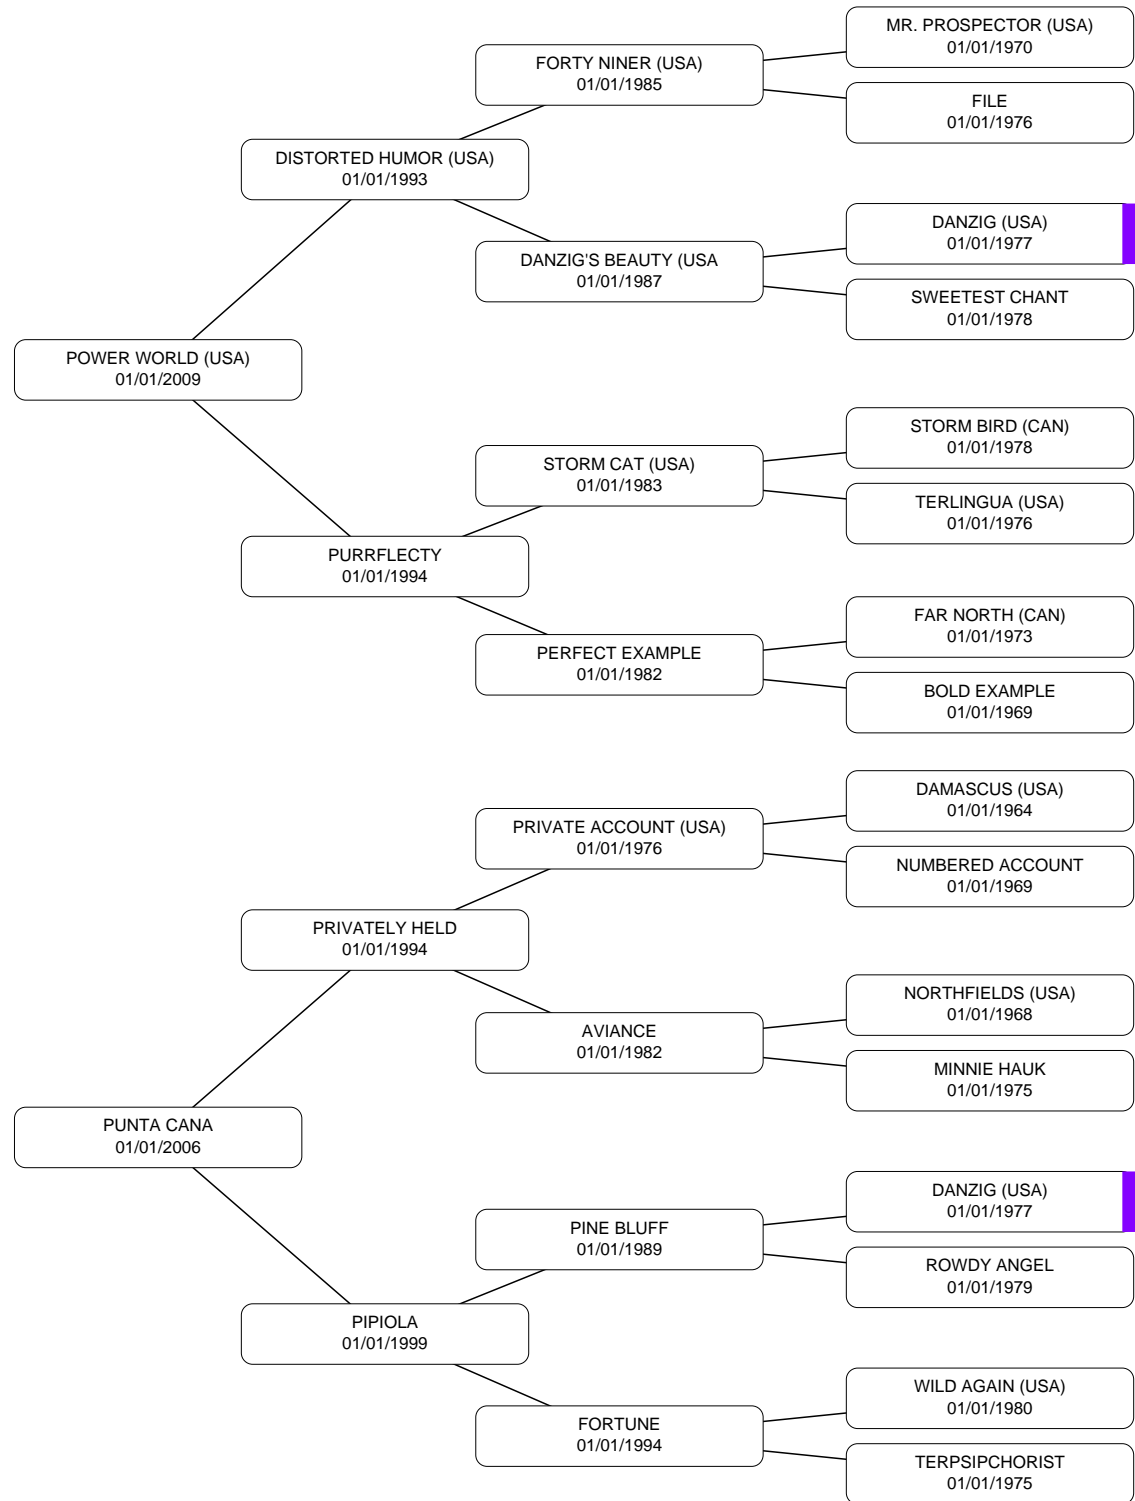 MR. PROSPECTOR (USA)
01/01/1970
FORTY NINER (USA)
01/01/1985
FILE
01/01/1976
DISTORTED HUMOR (USA)
01/01/1993
DANZIG (USA)
01/01/1977
DANZIG'S BEAUTY (USA
01/01/1987
SWEETEST CHANT
01/01/1978
POWER WORLD (USA)
01/01/2009
STORM BIRD (CAN)
01/01/1978
STORM CAT (USA)
01/01/1983
TERLINGUA (USA)
01/01/1976
PURRFLECTY
01/01/1994
FAR NORTH (CAN)
01/01/1973
PERFECT EXAMPLE
01/01/1982
BOLD EXAMPLE
01/01/1969
DAMASCUS (USA)
01/01/1964
PRIVATE ACCOUNT (USA)
01/01/1976
NUMBERED ACCOUNT
01/01/1969
PRIVATELY HELD
01/01/1994
NORTHFIELDS (USA)
01/01/1968
AVIANCE
01/01/1982
MINNIE HAUK
01/01/1975
PUNTA CANA
01/01/2006
DANZIG (USA)
01/01/1977
PINE BLUFF
01/01/1989
ROWDY ANGEL
01/01/1979
PIPIOLA
01/01/1999
WILD AGAIN (USA)
01/01/1980
FORTUNE
01/01/1994
TERPSIPCHORIST
01/01/1975